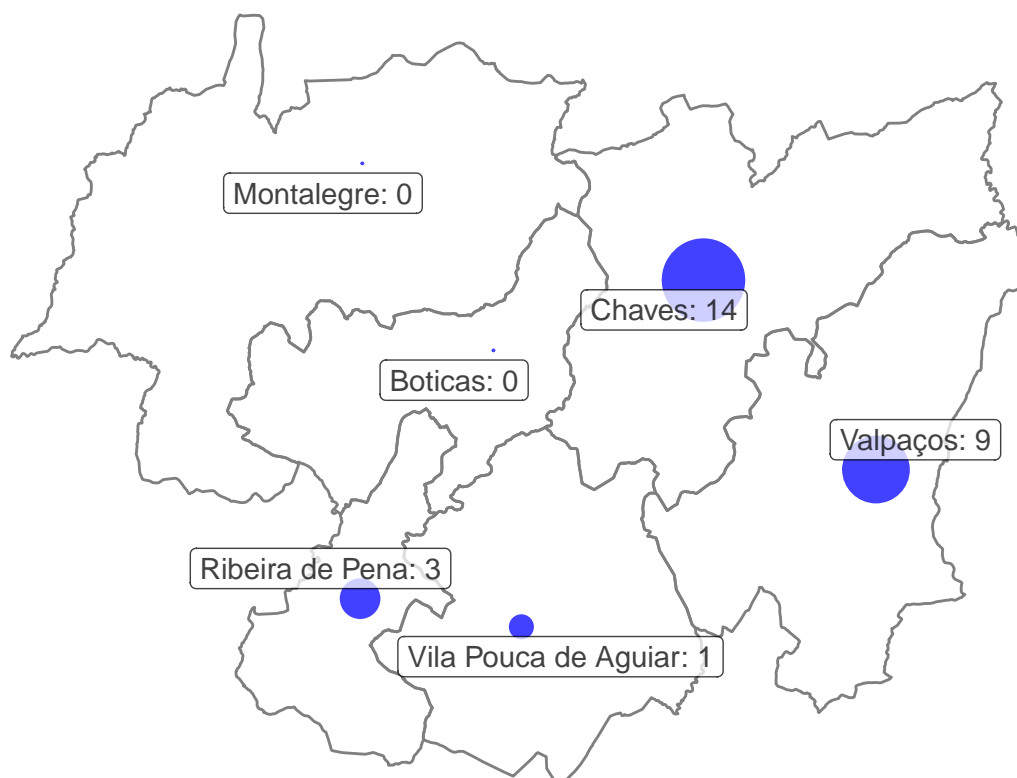 Montalegre: 0
Chaves: 14
Boticas: 0
Valpaços: 9
Ribeira de Pena: 3
Vila Pouca de Aguiar: 1